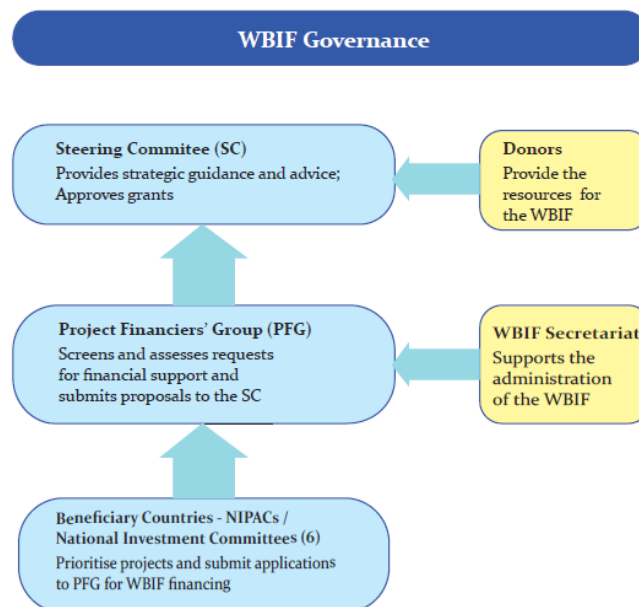 WBIF Governance
Steering Commitee (SC)
Provides strategic guidance and advice;
Approves grants
Donors
Provide the
resources for
the WBIF
Project Financiers' Group (PFG)
Screens and assesses requests
for financial support and
submits proposals to the SC
WBIF Secretariat
Supports the
administration
of the WBIF
Beneficiary Countries - NIPACs /
National Investment Committees (6)
Prioritise projects and submit applications
to PFG for WBIF financing